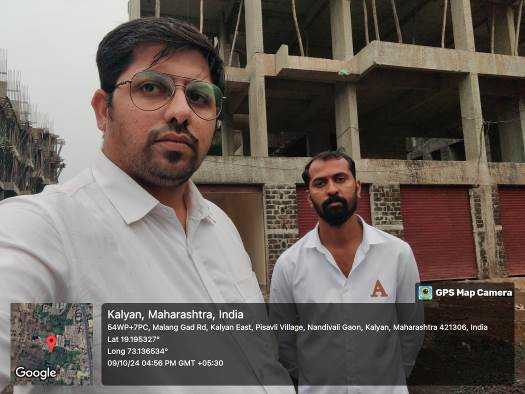 A
GPS Map Camera
Kalyan, Maharashtra, India
54WP+7PC, Malang Gad Rd, Kalyan East, Pisavli Village, Nandivali Gaon, Kalyan, Maharashtra 421306, India
Lat 19.195327°
Long 73.136534°
09/10/24 04:56 PM GMT +05:30
Google